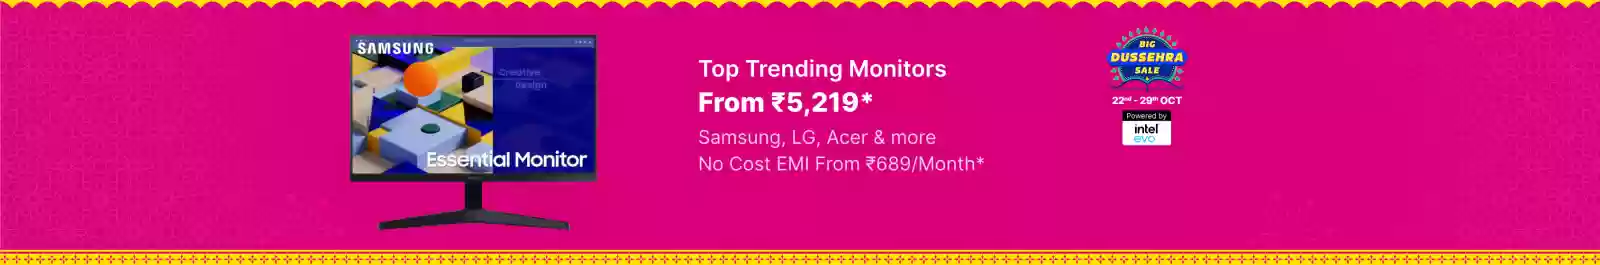 SAMSUNG
Creative
Design
Essential Monitor
Top Trending Monitors
From ₹5,219*
Samsung, LG, Acer & more
No Cost EMI From ₹689/Month*
BIG
DUSSEHRA
SALE
22nd - 29th OCT
Powered by
intel
evo